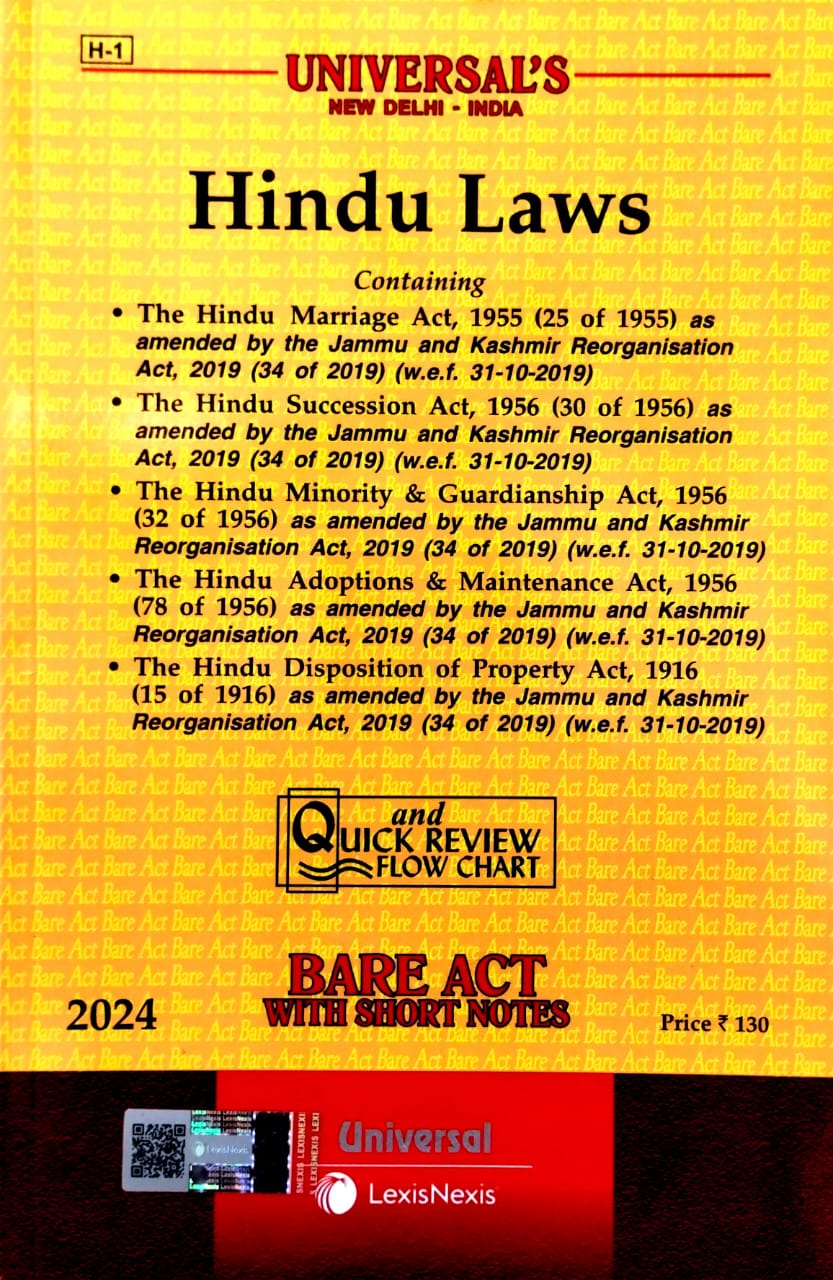 H-1
UNIVERSAL'S
NEW DELHI - INDIA
Hindu Laws
Containing
• The Hindu Marriage Act, 1955 (25 of 1955) as
amended by the Jammu and Kashmir Reorganisation
Act, 2019 (34 of 2019) (w.e.f. 31-10-2019)
• The Hindu Succession Act, 1956 (30 of 1956) as
amended by the Jammu and Kashmir Reorganisation
Act, 2019 (34 of 2019) (w.e.f. 31-10-2019)
• The Hindu Minority & Guardianship Act, 1956
(32 of 1956) as amended by the Jammu and Kashmir
Reorganisation Act, 2019 (34 of 2019) (w.e.f. 31-10-2019)
• The Hindu Adoptions & Maintenance Act, 1956
(78 of 1956) as amended by the Jammu and Kashmir
Reorganisation Act, 2019 (34 of 2019) (w.e.f. 31-10-2019)
• The Hindu Disposition of Property Act, 1916
(15 of 1916) as amended by the Jammu and Kashmir
Reorganisation Act, 2019 (34 of 2019) (w.e.f. 31-10-2019)
and
QUICK REVIEW
FLOW CHART
BARE ACT
WITH SHORT NOTES
2024
Price ₹ 130
LexisNexis
Universal
LexisNexis